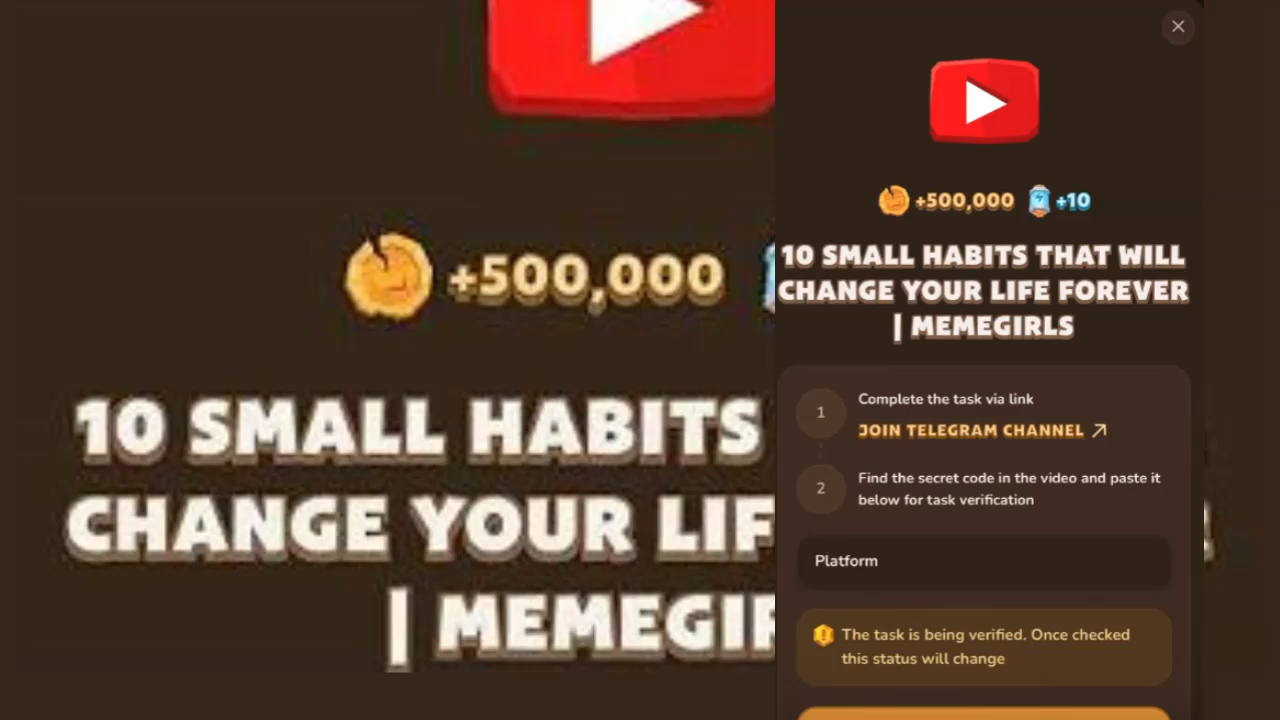 +500,000
10 SMALL HABITS
CHANGE YOUR LIF
| MEMEGIR
+500,000 +10
10 SMALL HABITS THAT WILL
CHANGE YOUR LIFE FOREVER
| MEMEGIRLS
1
Complete the task via link
JOIN TELEGRAM CHANNEL
2
Find the secret code in the video and paste it
below for task verification
Platform
The task is being verified. Once checked
this status will change